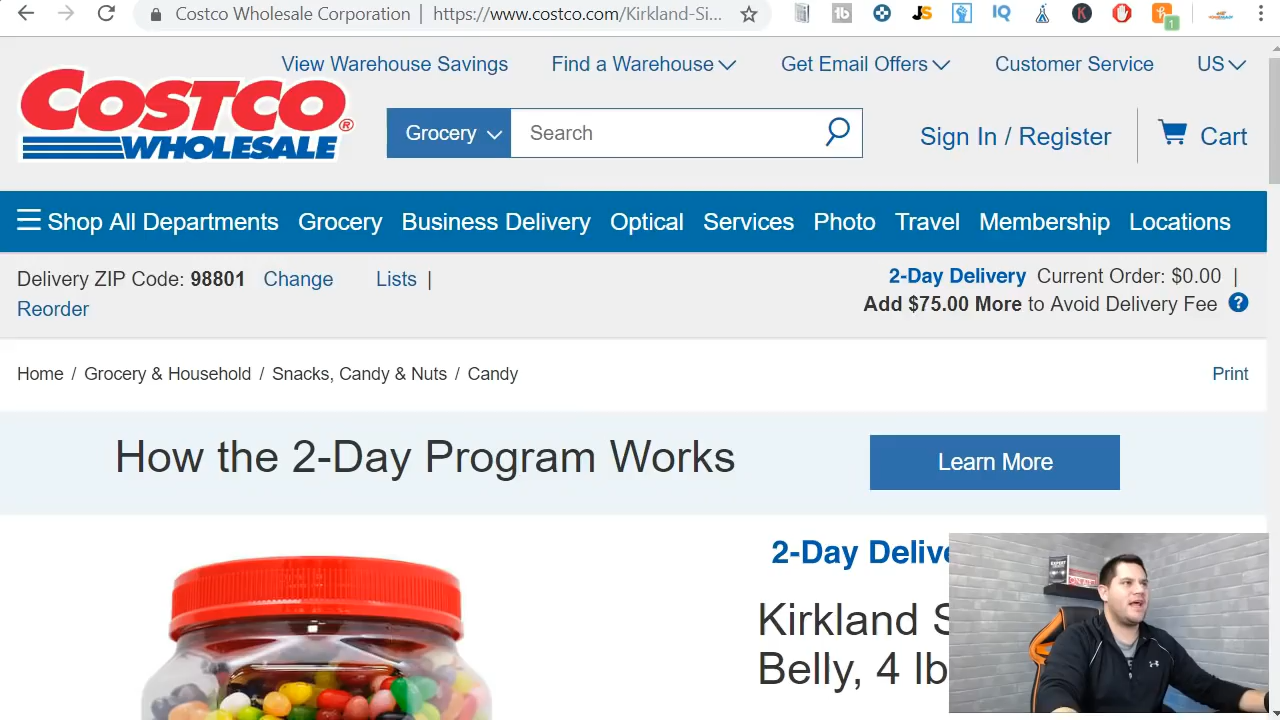 Costco Wholesale Corporation | https://www.costco.com/Kirkland-Si...
tb JS IQ K 1
View Warehouse Savings Find a Warehouse Get Email Offers Customer Service US
COSTCO
WHOLESALE
Grocery Search
Sign In / Register Cart
Shop All Departments Grocery Business Delivery Optical Services Photo Travel Membership Locations
Delivery ZIP Code: 98801 Change Lists |
Reorder
2-Day Delivery Current Order: $0.00 |
Add $75.00 More to Avoid Delivery Fee ?
Home / Grocery & Household / Snacks, Candy & Nuts / Candy Print
How the 2-Day Program Works Learn More
2-Day Delive
Kirkland S
Belly, 4 lb